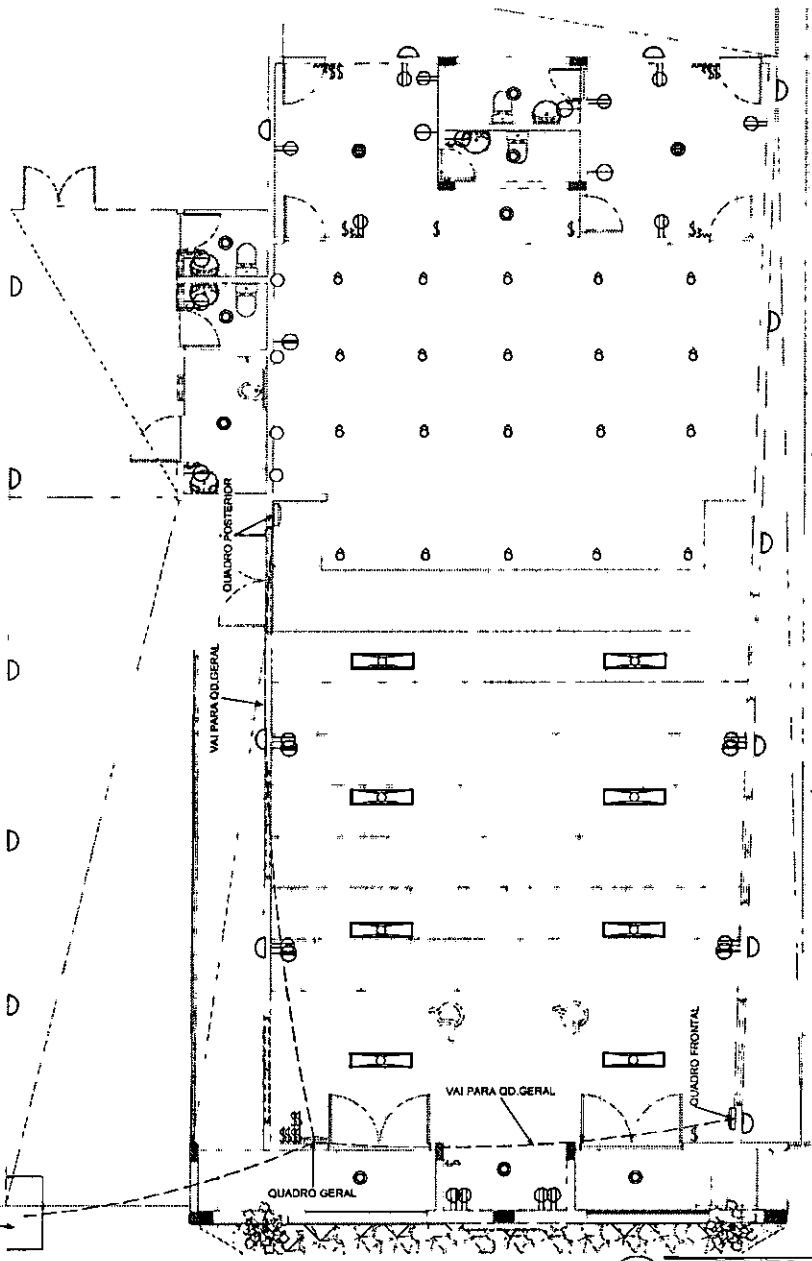 $$
$
$
QUADRO POSTERIOR
VAI PARA QD.GERAL
QUADRO FRONTAL
VAI PARA QD.GERAL
$$
$$$$
$
QUADRO GERAL